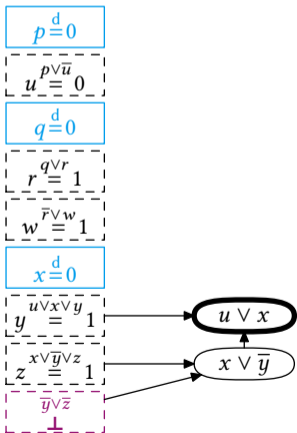 p d= 0
u p∨u̅= 0
q d= 0
r q∨r= 1
w r̅∨w= 1
x d= 0
y u∨x∨y= 1
u ∨ x
z x∨y̅∨z= 1
x ∨ y̅
y̅∨z̅
⊥